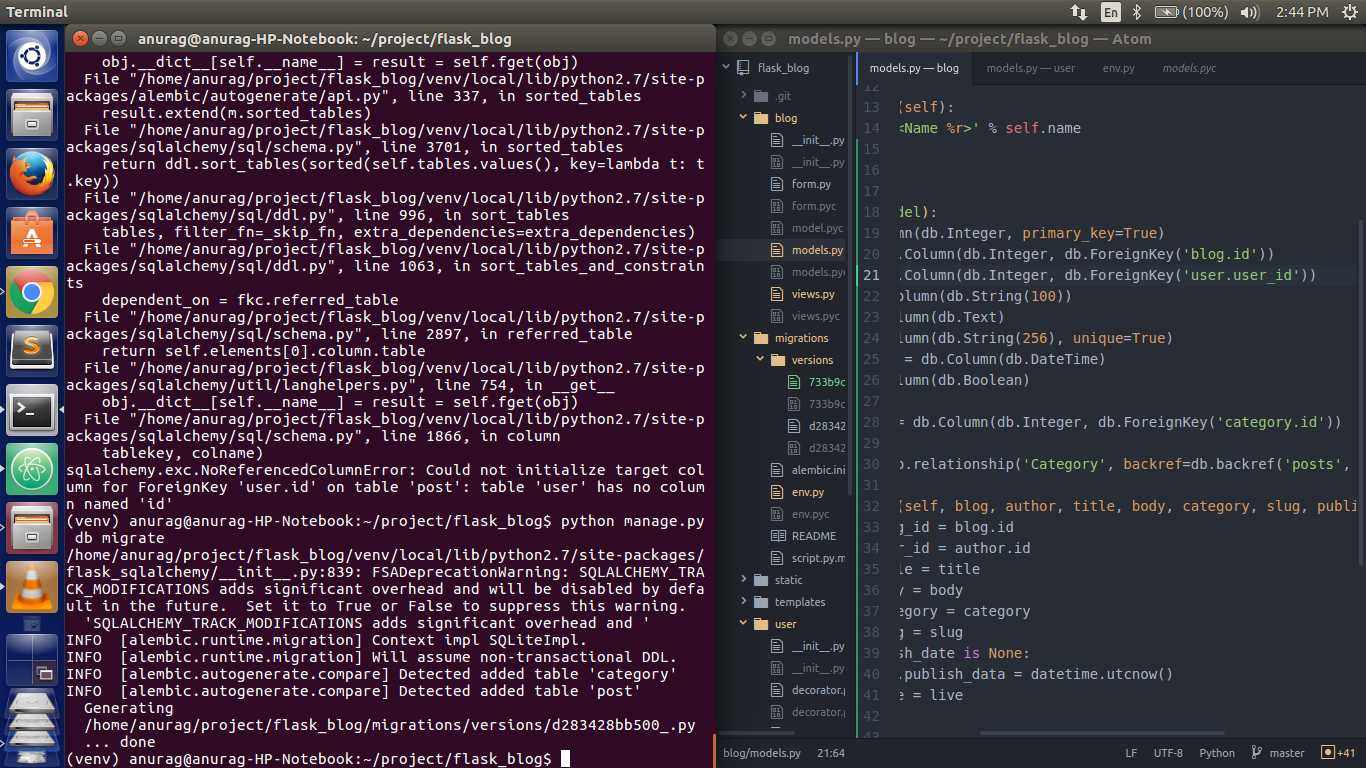 Terminal
En
(100%)
2:44 PM
anurag@anurag-HP-Notebook: ~/project/flask_blog
obj.__dict__[self.__name__] = result = self.fget(obj)
File "/home/anurag/project/flask_blog/venv/local/lib/python2.7/site-p
ackages/alembic/autogenerate/api.py", line 337, in sorted_tables
result.extend(m.sorted_tables)
File "/home/anurag/project/flask_blog/venv/local/lib/python2.7/site-p
ackages/sqlalchemy/sql/schema.py", line 3701, in sorted_tables
return ddl.sort_tables(sorted(self.tables.values(), key=lambda t: t
.key))
File "/home/anurag/project/flask_blog/venv/local/lib/python2.7/site-p
ackages/sqlalchemy/sql/ddl.py", line 996, in sort_tables
tables, filter_fn=_skip_fn, extra_dependencies=extra_dependencies)
File "/home/anurag/project/flask_blog/venv/local/lib/python2.7/site-p
ackages/sqlalchemy/sql/ddl.py", line 1063, in sort_tables_and_constrain
ts
dependent_on = fkc.referred_table
File "/home/anurag/project/flask_blog/venv/local/lib/python2.7/site-p
ackages/sqlalchemy/sql/schema.py", line 2897, in referred_table
return self.elements[0].column.table
File "/home/anurag/project/flask_blog/venv/local/lib/python2.7/site-p
ackages/sqlalchemy/util/langhelpers.py", line 754, in __get__
obj.__dict__[self.__name__] = result = self.fget(obj)
File "/home/anurag/project/flask_blog/venv/local/lib/python2.7/site-p
ackages/sqlalchemy/sql/schema.py", line 1866, in column
tablekey, colname)
sqlalchemy.exc.NoReferencedColumnError: Could not initialize target col
umn for ForeignKey 'user.id' on table 'post': table 'user' has no colum
n named 'id'
(venv) anurag@anurag-HP-Notebook:~/project/flask_blog$ python manage.py
db migrate
/home/anurag/project/flask_blog/venv/local/lib/python2.7/site-packages/
flask_sqlalchemy/__init__.py:839: FSADeprecationWarning: SQLALCHEMY_TRA
CK_MODIFICATIONS adds significant overhead and will be disabled by defa
ult in the future.  Set it to True or False to suppress this warning.
'SQLALCHEMY_TRACK_MODIFICATIONS adds significant overhead and '
INFO  [alembic.runtime.migration] Context impl SQLiteImpl.
INFO  [alembic.runtime.migration] Will assume non-transactional DDL.
INFO  [alembic.autogenerate.compare] Detected added table 'category'
INFO  [alembic.autogenerate.compare] Detected added table 'post'
Generating
/home/anurag/project/flask_blog/migrations/versions/d283428bb500_.py
... done
(venv) anurag@anurag-HP-Notebook:~/project/flask_blog$
models.py — blog — ~/project/flask_blog — Atom
flask_blog
.git
blog
__init__.py
__init__.py
form.py
form.pyc
model.pyc
models.py
models.pyc
views.py
views.pyc
migrations
versions
733b9c
733b9c
d28342
d28342
alembic.ini
env.py
env.pyc
README
script.py.m
static
templates
user
__init__.py
__init__.py
decorator.p
decorator.
models.py — blog
models.py — user
env.py
models.pyc
12
13 (self):
14 <Name %r>' % self.name
15
16
17
18 del):
19 mn(db.Integer, primary_key=True)
20 .Column(db.Integer, db.ForeignKey('blog.id'))
21 .Column(db.Integer, db.ForeignKey('user.user_id'))
22 olumn(db.String(100))
23 lumn(db.Text)
24 lumn(db.String(256), unique=True)
25 = db.Column(db.DateTime)
26 lumn(db.Boolean)
27
28 = db.Column(db.Integer, db.ForeignKey('category.id'))
29
30 b.relationship('Category', backref=db.backref('posts',
31
32 (self, blog, author, title, body, category, slug, publi
33 g_id = blog.id
34 r_id = author.id
35 le = title
36 y = body
37 egory = category
38 g = slug
39 sh_date is None:
40 .publish_data = datetime.utcnow()
41 e = live
42
43
blog/models.py
21:64
LF
UTF-8
Python
master
+41